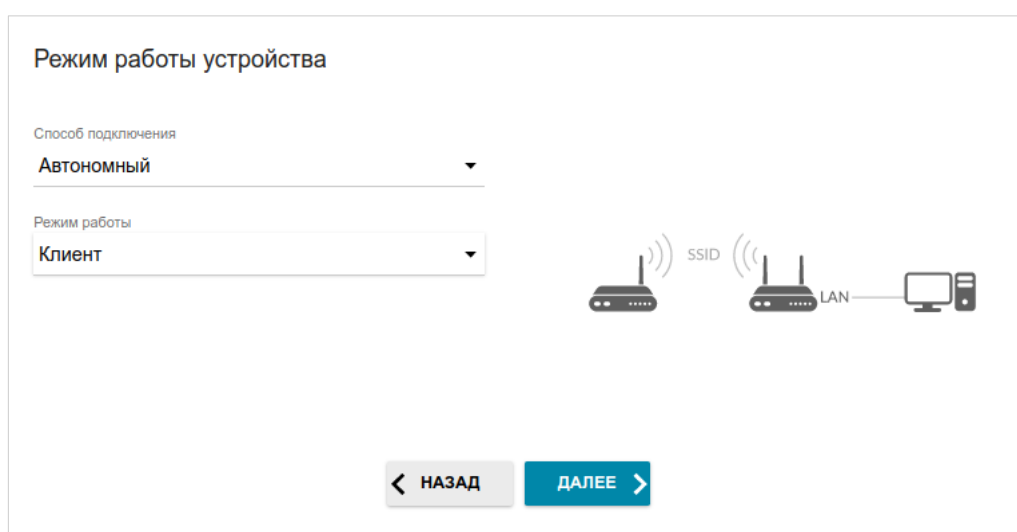 Режим работы устройства
Способ подключения
Автономный
Режим работы
Клиент
SSID
LAN
НАЗАД
ДАЛЕЕ